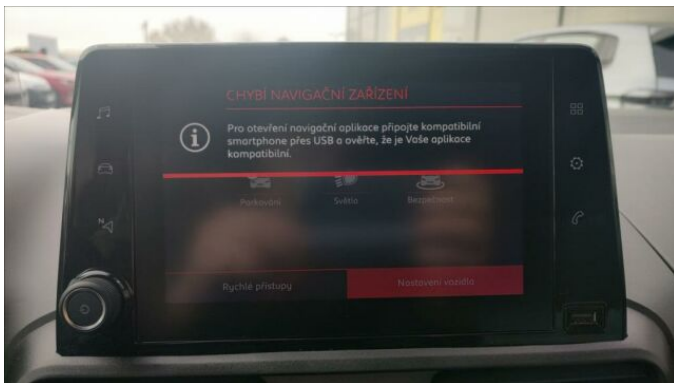 CHYBÍ NAVIGAČNÍ ZAŘÍZENÍ
Pro otevření navigační aplikace připojte kompatibilní
smartphone přes USB a ověřte, že je Vaše aplikace
kompatibilní.
Parkování Světla Bezpečnost
Rychlé přístupy Nastavení vozidla
N